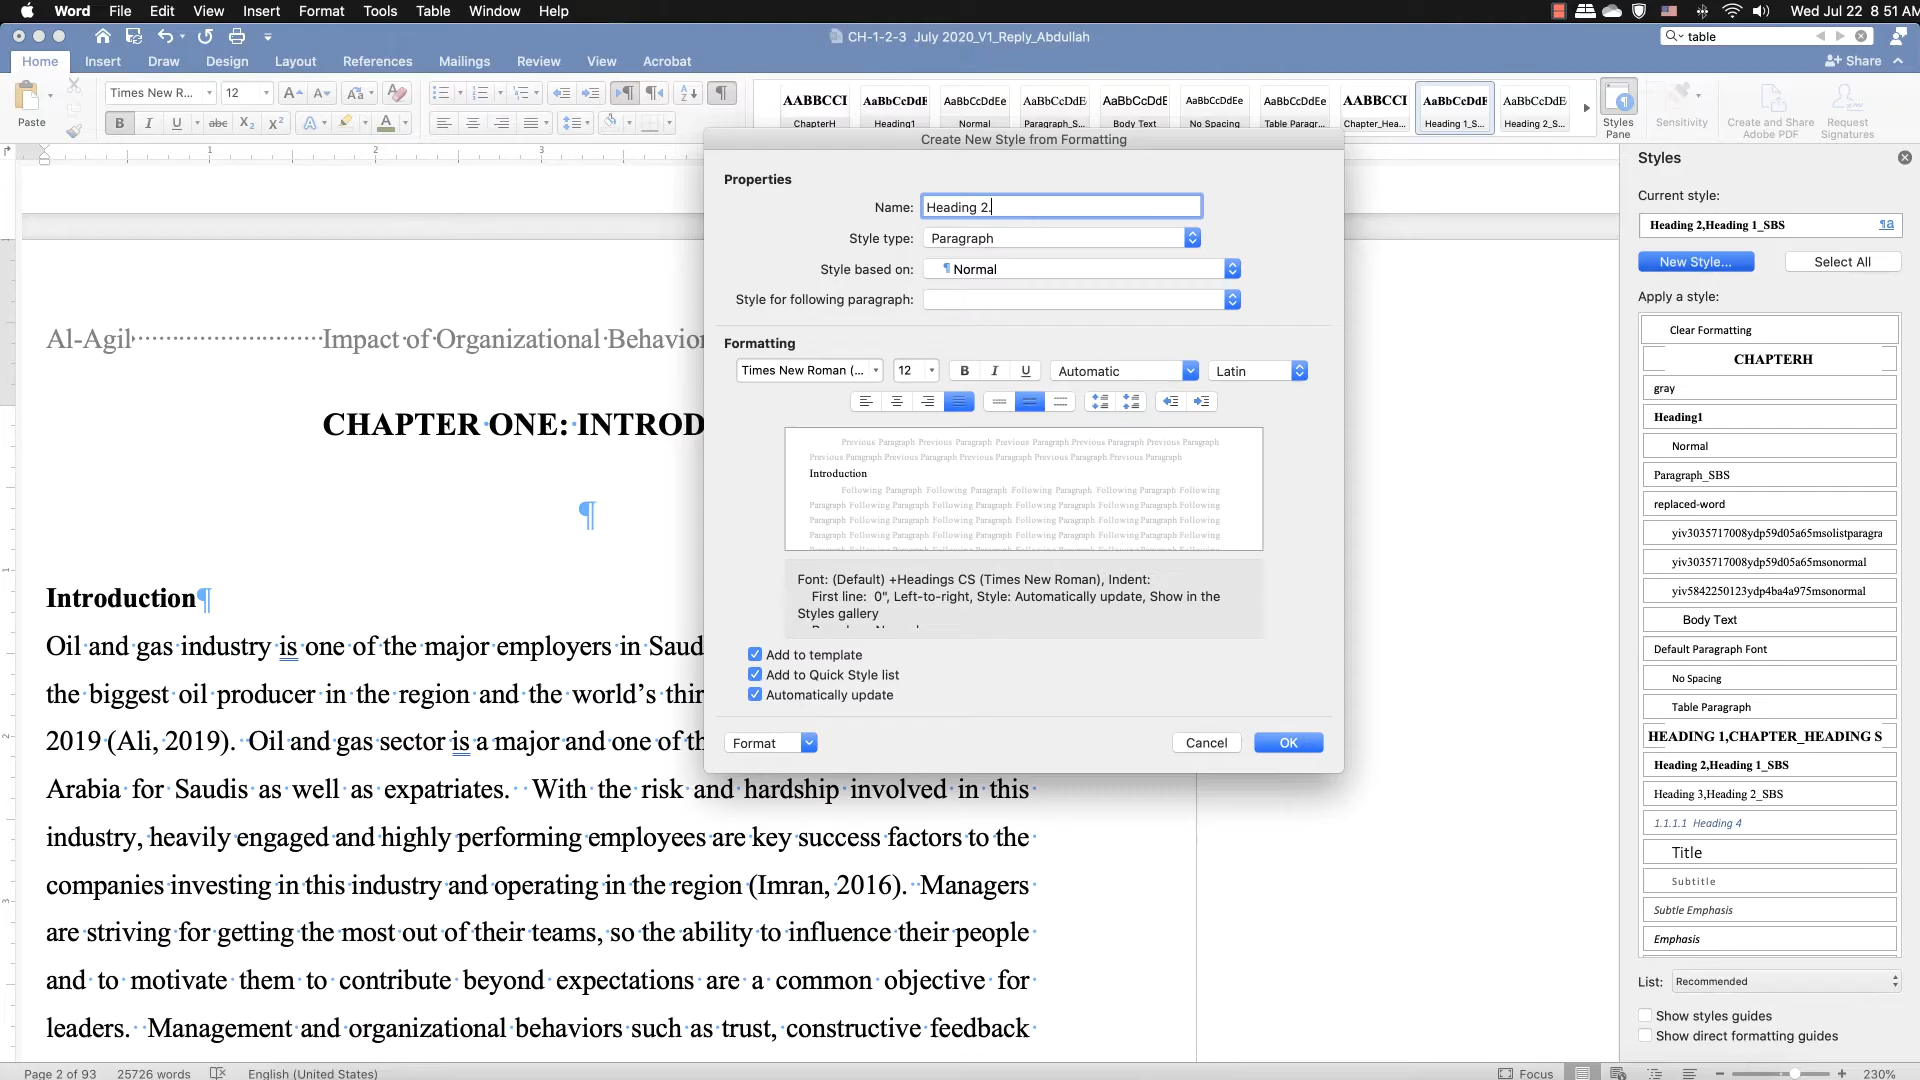 Word File Edit View Insert Format Tools Table Window Help
Wed Jul 22 8 51 AM
CH-1-2-3 July 2020_V1_Reply_Abdullah
table
Home Insert Draw Design Layout References Mailings Review View Acrobat
Share
Paste
Times New R... 12
AABBCCI AaBbCcDdE AaBbCcDdEe AaBbCcDdE AaBbCcDdE AaBbCcDdEe AaBbCcDdEe AABBCCI AaBbCcDdE AaBbCcDdE
ChapterH Heading1 Normal Paragraph_S... Body Text No Spacing Table Paragr... Chapter_Hea... Heading 1_S... Heading 2_S...
Styles Pane
Sensitivity
Create and Share Adobe PDF
Request Signatures
1 2 3
Create New Style from Formatting
Properties
Name: Heading 2.
Style type: Paragraph
Style based on: ¶ Normal
Style for following paragraph:
Formatting
Times New Roman (... 12 B I U Automatic Latin
Previous Paragraph Previous Paragraph Previous Paragraph Previous Paragraph Previous Paragraph
Previous Paragraph Previous Paragraph Previous Paragraph Previous Paragraph Previous Paragraph
Introduction
Following Paragraph Following Paragraph Following Paragraph Following Paragraph Following
Paragraph Following Paragraph Following Paragraph Following Paragraph Following Paragraph
Paragraph Following Paragraph Following Paragraph Following Paragraph Following Paragraph
Paragraph Following Paragraph Following Paragraph Following Paragraph Following Paragraph
Font: (Default) +Headings CS (Times New Roman), Indent:
First line: 0", Left-to-right, Style: Automatically update, Show in the
Styles gallery
Add to template
Add to Quick Style list
Automatically update
Format Cancel OK
Al-Agil Impact of Organizational Behavior
CHAPTER ONE: INTROD
¶
Introduction¶
Oil and gas industry is one of the major employers in Saud
the biggest oil producer in the region and the world's thir
2019 (Ali, 2019). Oil and gas sector is a major and one of th
Arabia for Saudis as well as expatriates. With the risk and hardship involved in this
industry, heavily engaged and highly performing employees are key success factors to the
companies investing in this industry and operating in the region (Imran, 2016). Managers
are striving for getting the most out of their teams, so the ability to influence their people
and to motivate them to contribute beyond expectations are a common objective for
leaders. Management and organizational behaviors such as trust, constructive feedback
Styles
Current style:
Heading 2,Heading 1_SBS ¶a
New Style... Select All
Apply a style:
Clear Formatting
CHAPTERH
gray
Heading1
Normal
Paragraph_SBS
replaced-word
yiv3035717008ydp59d05a65msolistparagra
yiv3035717008ydp59d05a65msonormal
yiv5842250123ydp4ba4a975msonormal
Body Text
Default Paragraph Font
No Spacing
Table Paragraph
HEADING 1,CHAPTER_HEADING S
Heading 2,Heading 1_SBS
Heading 3,Heading 2_SBS
1.1.1.1 Heading 4
Title
Subtitle
Subtle Emphasis
Emphasis
List: Recommended
Show styles guides
Show direct formatting guides
Page 2 of 93 25726 words English (United States) Focus 230%